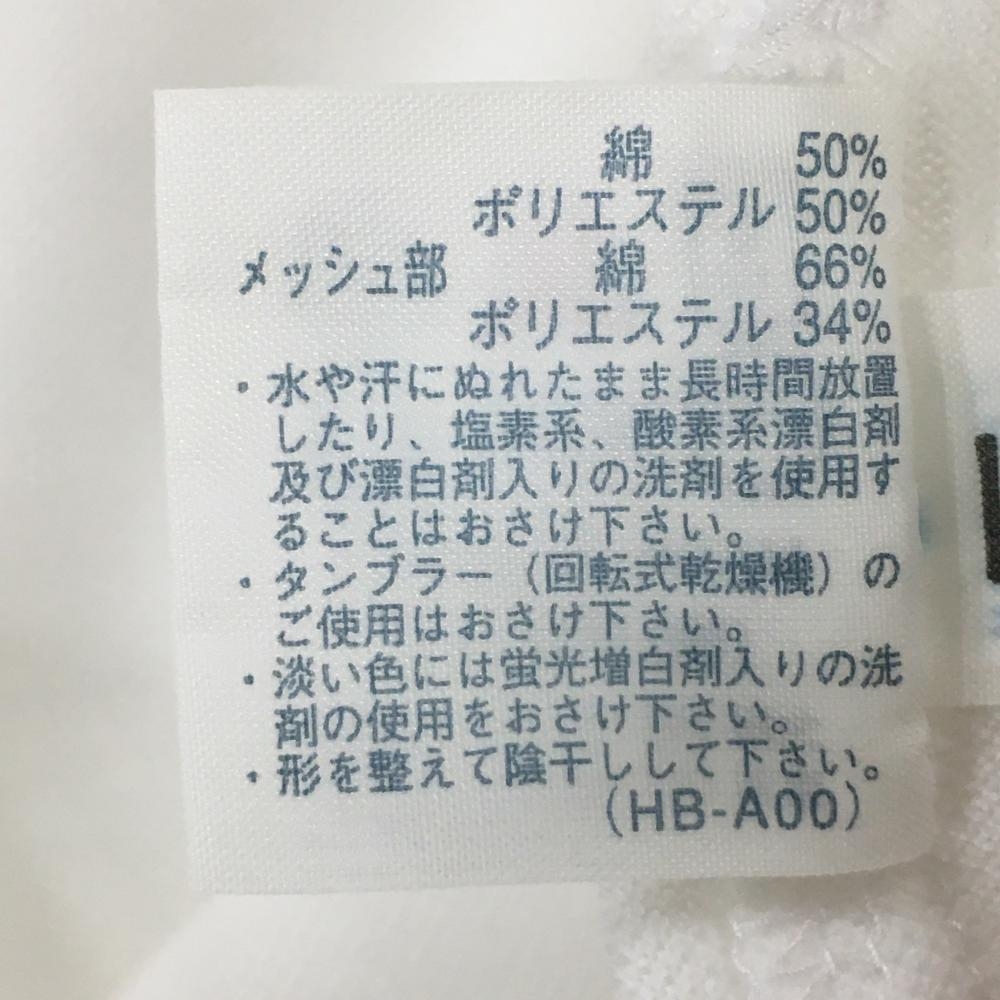 綿 50%
ポリエステル 50%
メッシュ部 綿 66%
ポリエステル 34%
・水や汗にぬれたまま長時間放置
したり、塩素系、酸素系漂白剤
及び漂白剤入りの洗剤を使用す
ることはおさけ下さい。
・タンブラー（回転式乾燥機）の
ご使用はおさけ下さい。
・淡い色には蛍光増白剤入りの洗
剤の使用をおさけ下さい。
・形を整えて陰干しして下さい。
（HB-A00）